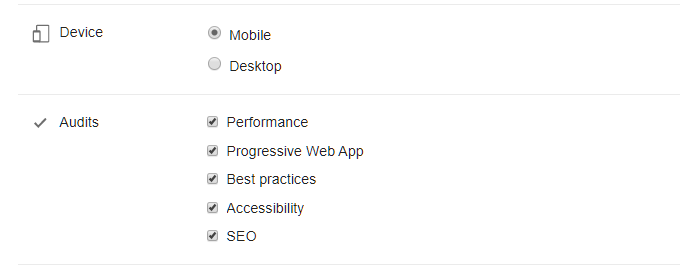 Device
Mobile
Desktop
Audits
Performance
Progressive Web App
Best practices
Accessibility
SEO